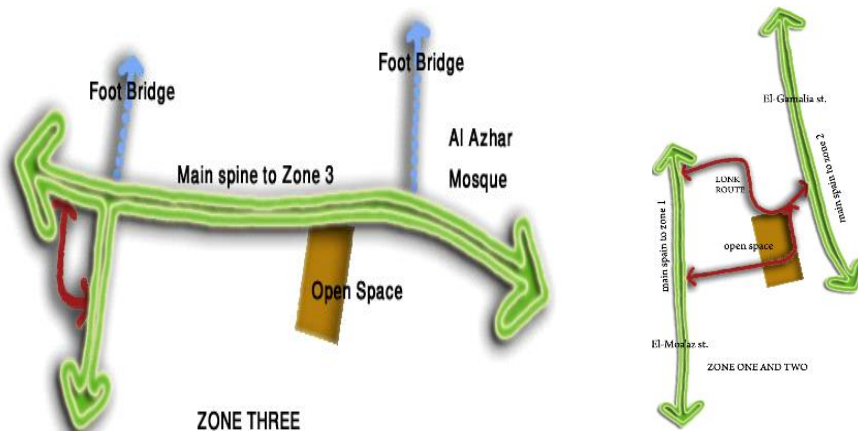 Foot Bridge
Foot Bridge
Al Azhar
Mosque
Main spine to Zone 3
Open Space
ZONE THREE
El-Gamalia st.
main spain to zone 2
LONK
ROUTE
main spain to zone 1
open space
El-Moa'az st.
ZONE ONE AND TWO